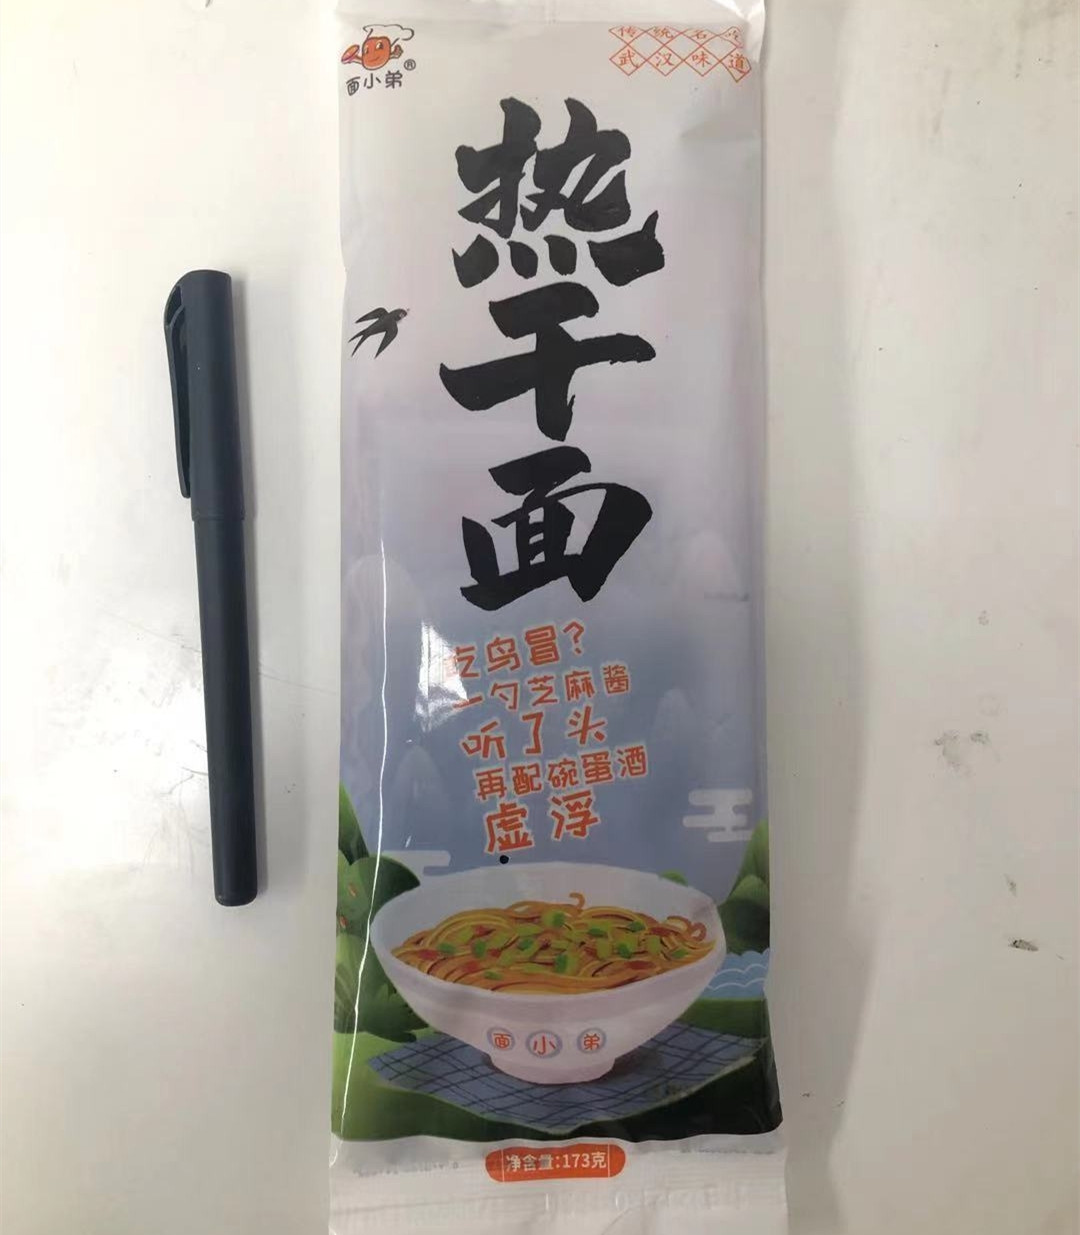 面小弟®
传统名吃
武汉味道
热干面
吃鸟冒?
一勺芝麻酱
听了头
再配碗蛋酒
虚浮
面小弟
净含量:173克